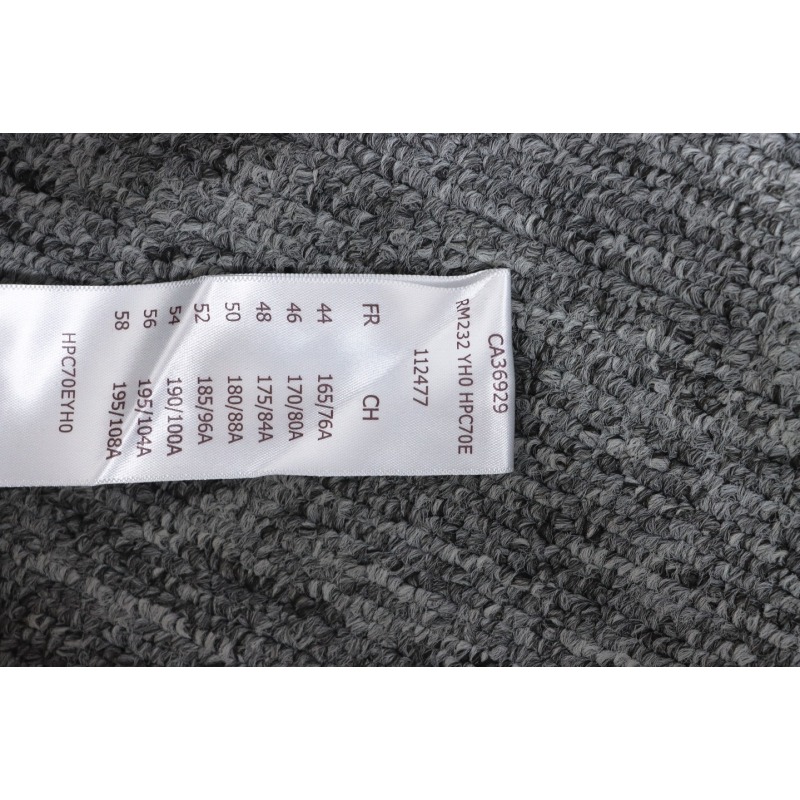 CA36929
RM232 YH0 HPC70E
112477
FR CH
44 165/76A
46 170/80A
48 175/84A
50 180/88A
52 185/96A
54 190/100A
56 195/104A
58 195/108A
HPC70EYH0